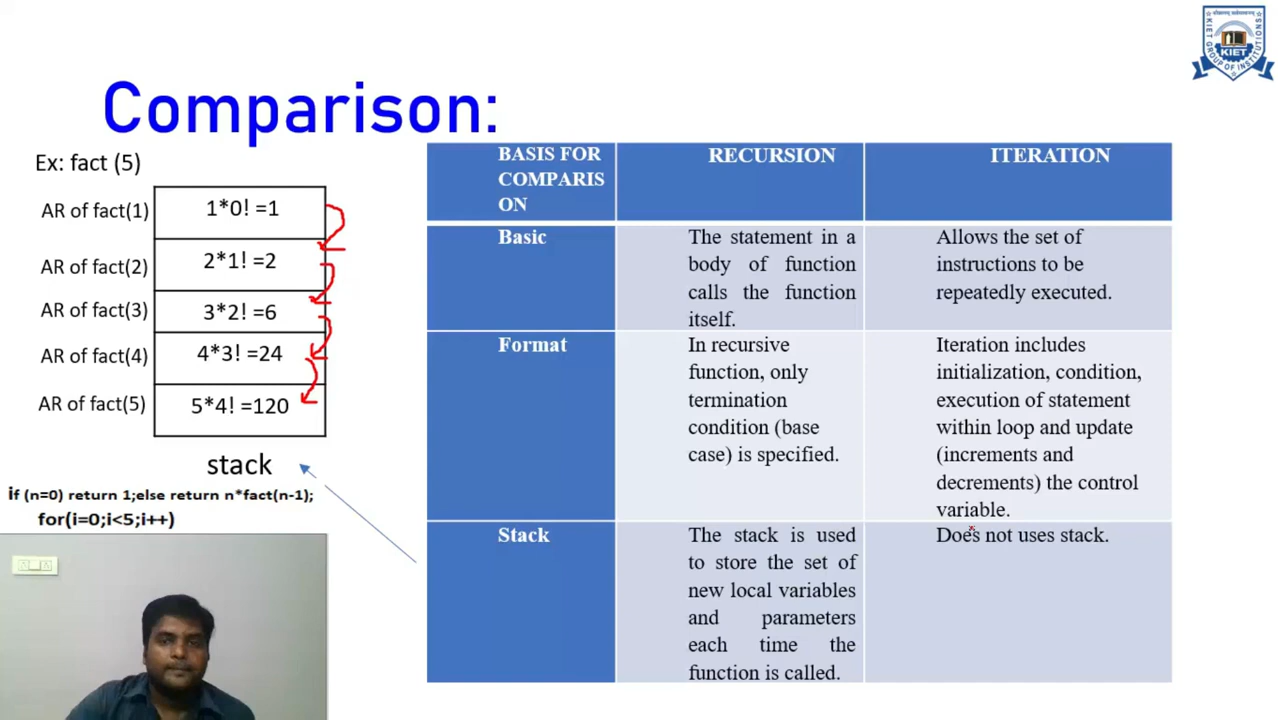 KIET
KIET GROUP OF INSTITUTIONS
Comparison:
Ex: fact (5)
AR of fact(1)
1*0! =1
AR of fact(2)
2*1! =2
AR of fact(3)
3*2! =6
AR of fact(4)
4*3! =24
AR of fact(5)
5*4! =120
stack
if (n=0) return 1;else return n*fact(n-1);
for(i=0;i<5;i++)
BASIS FOR
COMPARIS
ON
RECURSION
ITERATION
Basic
The statement in a
body of function
calls the function
itself.
Allows the set of
instructions to be
repeatedly executed.
Format
In recursive
function, only
termination
condition (base
case) is specified.
Iteration includes
initialization, condition,
execution of statement
within loop and update
(increments and
decrements) the control
variable.
Stack
The stack is used
to store the set of
new local variables
and parameters
each time the
function is called.
Does not uses stack.